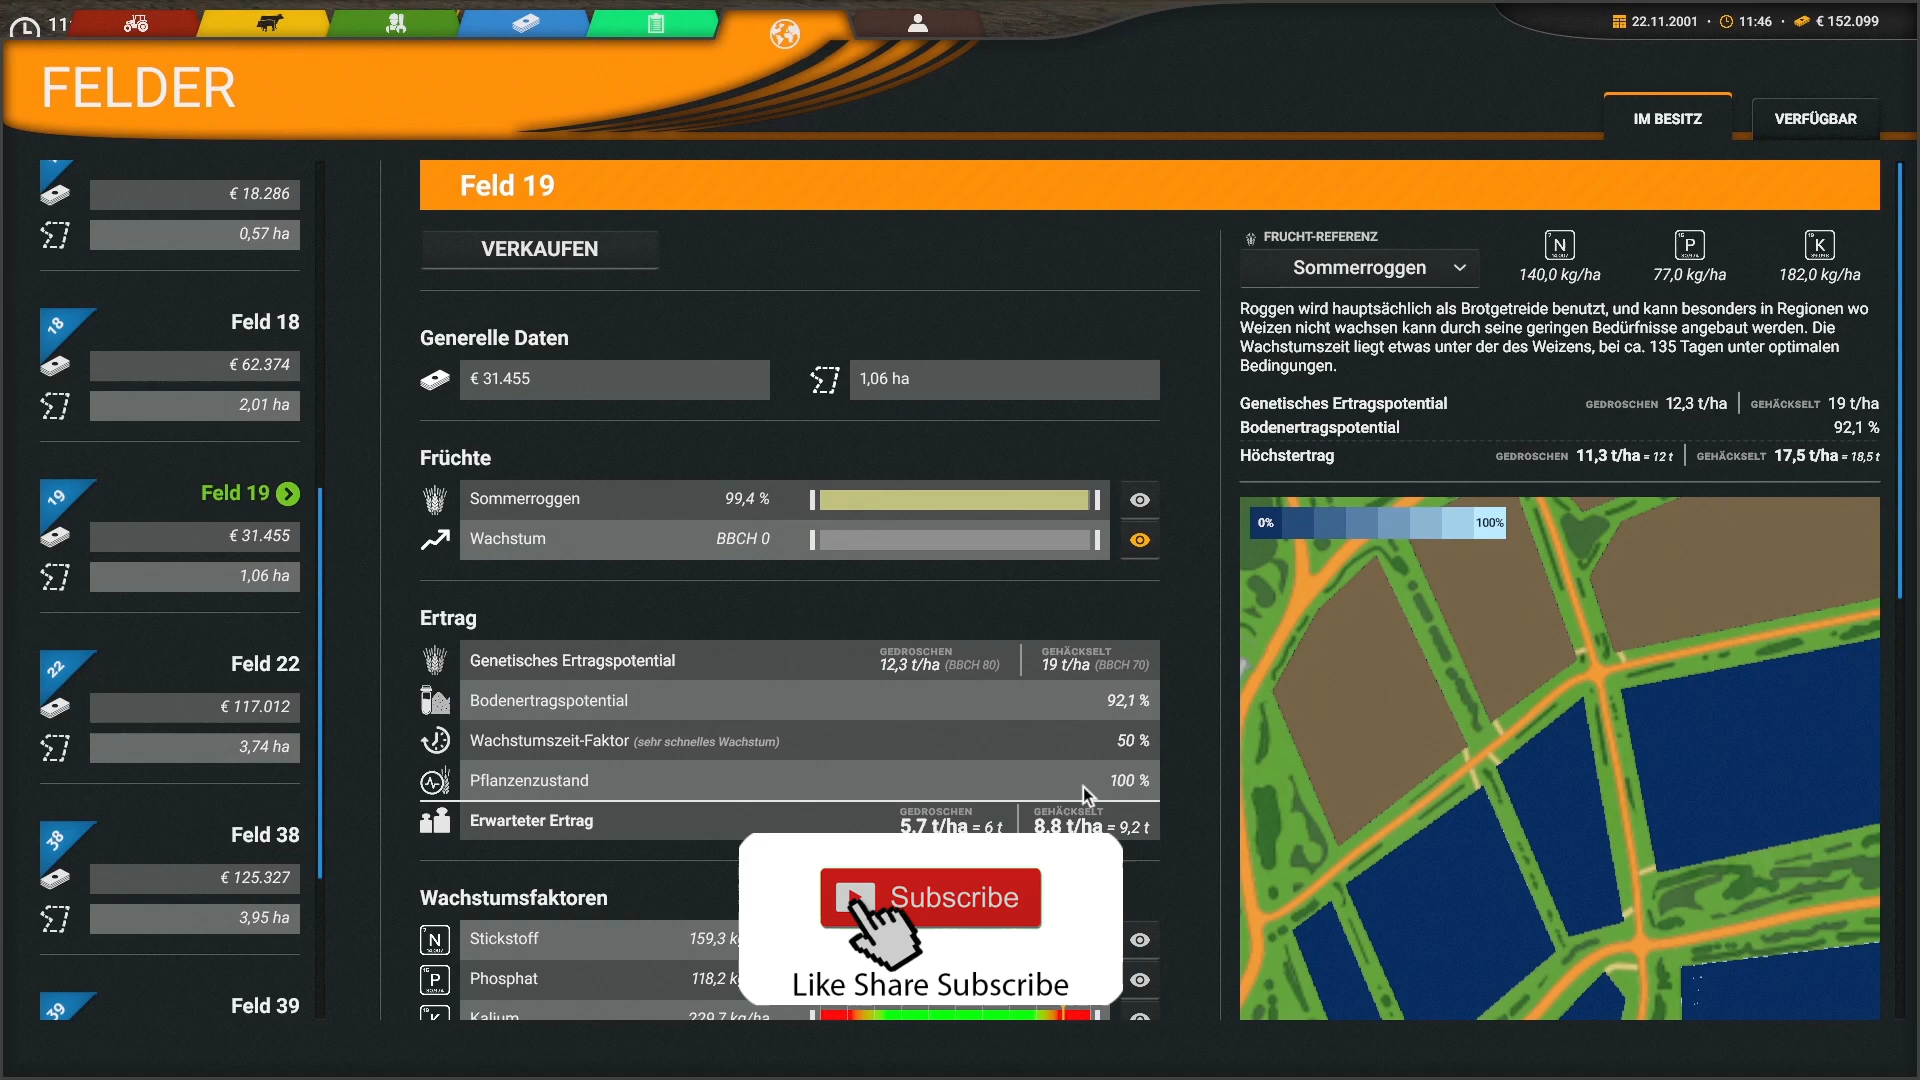 11
22.11.2001 · 11:46 · € 152.099
FELDER
IM BESITZ
VERFÜGBAR
€ 18.286
0,57 ha
18
Feld 18
€ 62.374
2,01 ha
19
Feld 19
€ 31.455
1,06 ha
22
Feld 22
€ 117.012
3,74 ha
38
Feld 38
€ 125.327
3,95 ha
39
Feld 39
Feld 19
VERKAUFEN
Generelle Daten
€ 31.455
1,06 ha
Früchte
Sommerroggen 99,4 %
Wachstum BBCH 0
Ertrag
Genetisches Ertragspotential GEDROSCHEN 12,3 t/ha (BBCH 80) GEHÄCKSELT 19 t/ha (BBCH 70)
Bodenertragspotential 92,1 %
Wachstumszeit-Faktor (sehr schnelles Wachstum) 50 %
Pflanzenzustand 100 %
Erwarteter Ertrag GEDROSCHEN 5,7 t/ha = 6 t GEHÄCKSELT 8,8 t/ha = 9,2 t
Wachstumsfaktoren
N Stickstoff 159,3
P Phosphat 118,2
K Kalium 229,7 kg/ha
Subscribe
Like Share Subscribe
FRUCHT-REFERENZ
Sommerroggen
N
140,0 kg/ha
P
77,0 kg/ha
K
182,0 kg/ha
Roggen wird hauptsächlich als Brotgetreide benutzt, und kann besonders in Regionen wo
Weizen nicht wachsen kann durch seine geringen Bedürfnisse angebaut werden. Die
Wachstumszeit liegt etwas unter der des Weizens, bei ca. 135 Tagen unter optimalen
Bedingungen.
Genetisches Ertragspotential GEDROSCHEN 12,3 t/ha GEHÄCKSELT 19 t/ha
Bodenertragspotential 92,1 %
Höchstertrag GEDROSCHEN 11,3 t/ha = 12 t GEHÄCKSELT 17,5 t/ha = 18,5 t
0% 100%